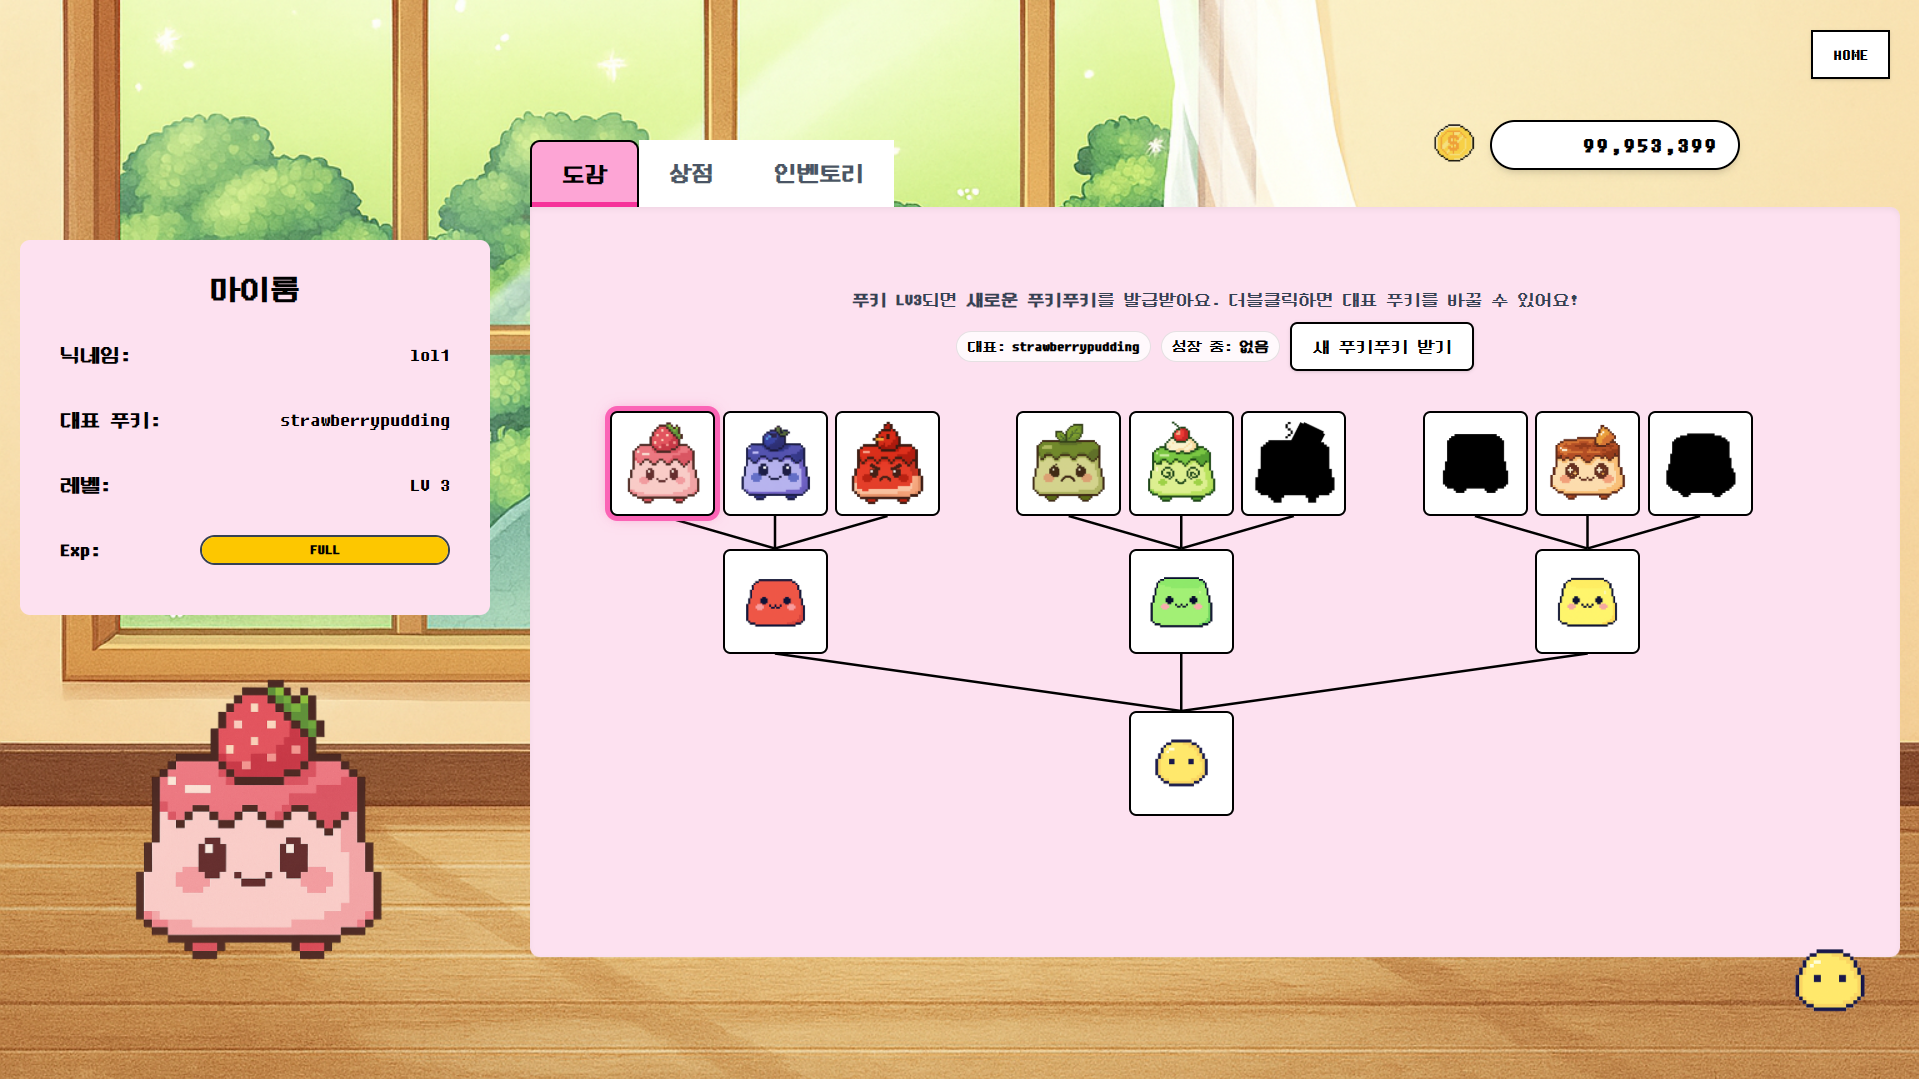 HOME
99,953,399
도감
상점
인벤토리
마이룸
닉네임: lol1
대표 푸키: strawberrypudding
레벨: LV 3
Exp: FULL
푸키 LV3되면 새로운 푸키푸키를 발급받아요. 더블클릭하면 대표 푸키를 바꿀 수 있어요!
대표: strawberrypudding
성장 중: 없음
새 푸키푸키 받기